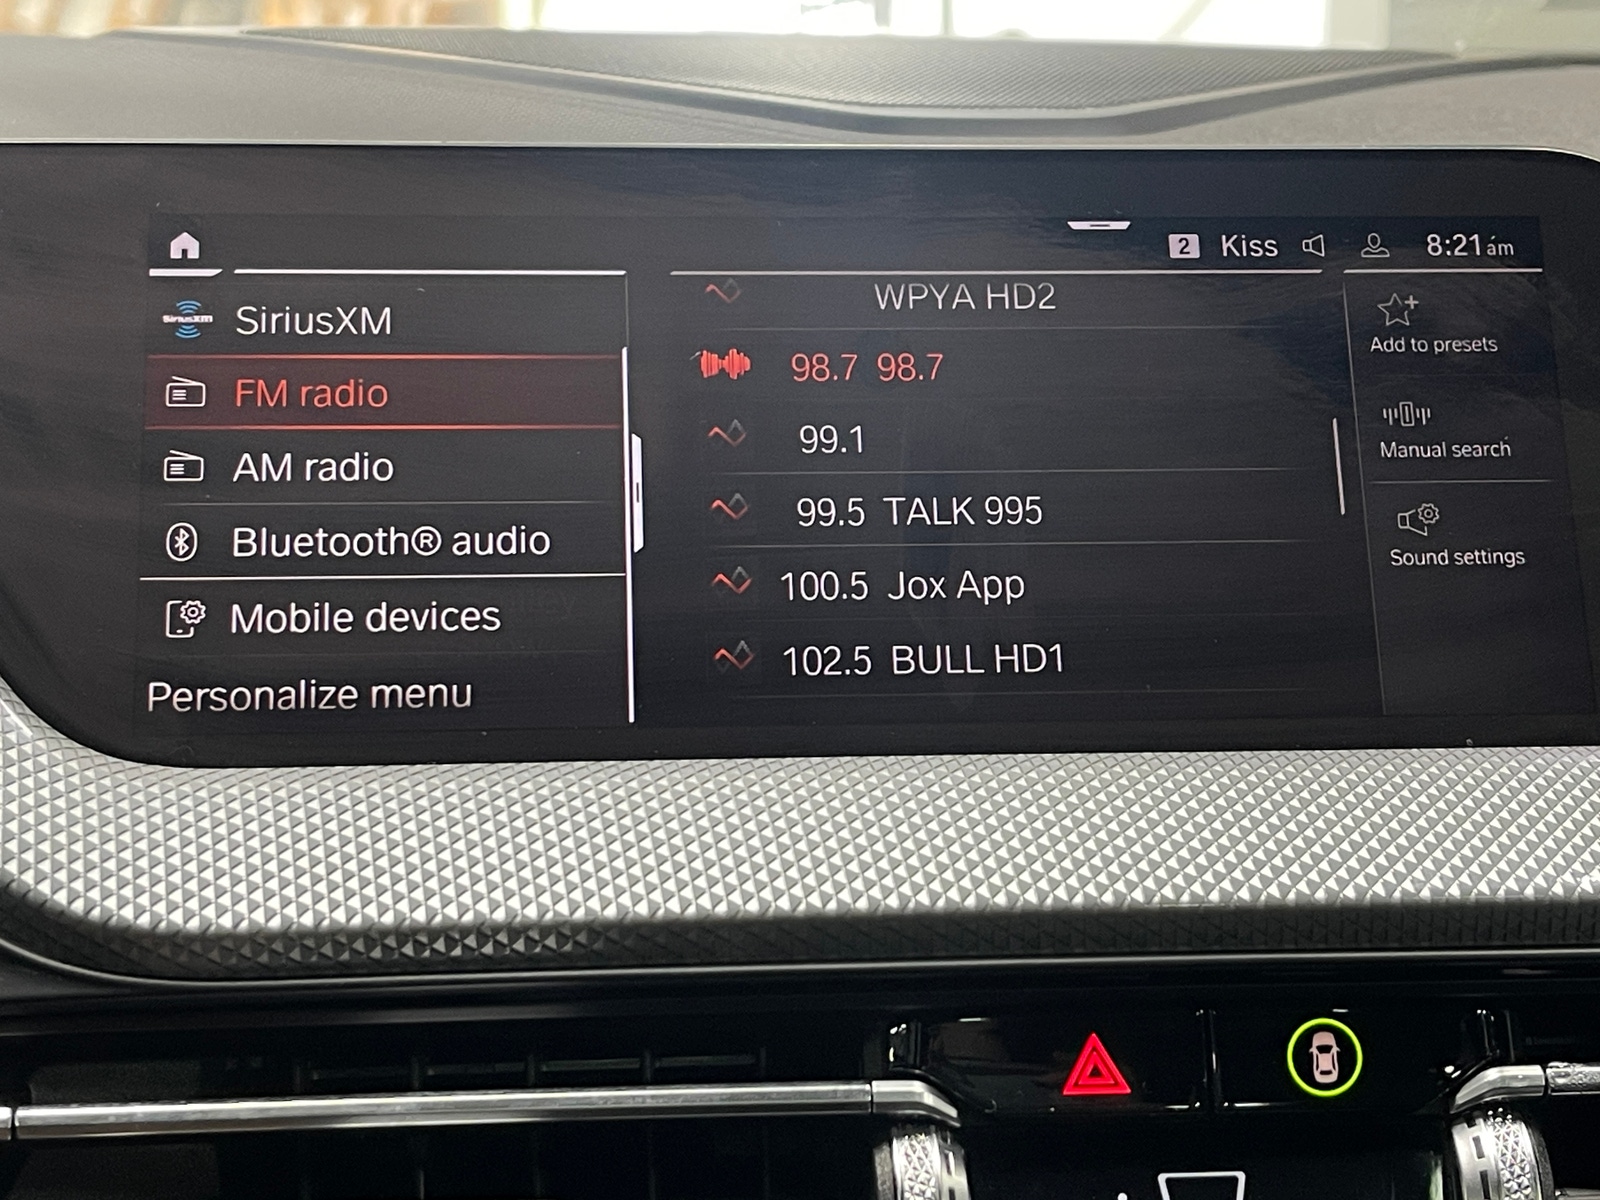 2 Kiss 8:21 am
SiriusXM SiriusXM
FM radio
AM radio
Bluetooth® audio
Mobile devices
Personalize menu
WPYA HD2
98.7 98.7
99.1
99.5 TALK 995
100.5 Jox App
102.5 BULL HD1
Add to presets
Manual search
Sound settings